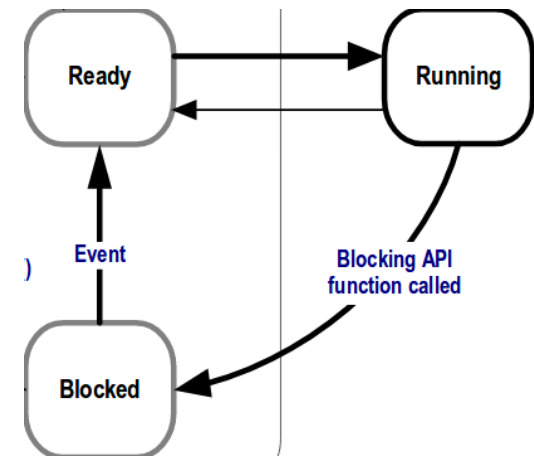 Ready
Running
Event
)
Blocking API
function called
Blocked